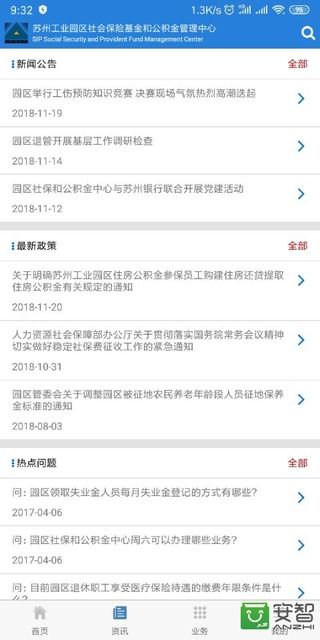 9:32
1.3K/s
4G
76
苏州工业园区社会保险基金和公积金管理中心
SIP Social Security and Provident Fund Management Center
新闻公告 全部
园区举行工伤预防知识竞赛 决赛现场气氛热烈高潮迭起
2018-11-19
园区退管开展基层工作调研检查
2018-11-14
园区社保和公积金中心与苏州银行联合开展党建活动
2018-11-12
最新政策 全部
关于明确苏州工业园区住房公积金参保员工购建住房还贷提取
住房公积金有关规定的通知
2018-11-20
人力资源社会保障部办公厅关于贯彻落实国务院常务会议精神
切实做好稳定社保费征收工作的紧急通知
2018-10-31
园区管委会关于调整园区被征地农民养老年龄段人员征地保养
金标准的通知
2018-08-03
热点问题 全部
问：园区领取失业金人员每月失业金登记的方式有哪些？
2017-04-06
问：园区社保和公积金中心周六可以办理哪些业务？
2017-04-06
问：目前园区退休职工享受医疗保险待遇的缴费年限条件是什
么？
首页 资讯 业务 我的
安智
ANZHI